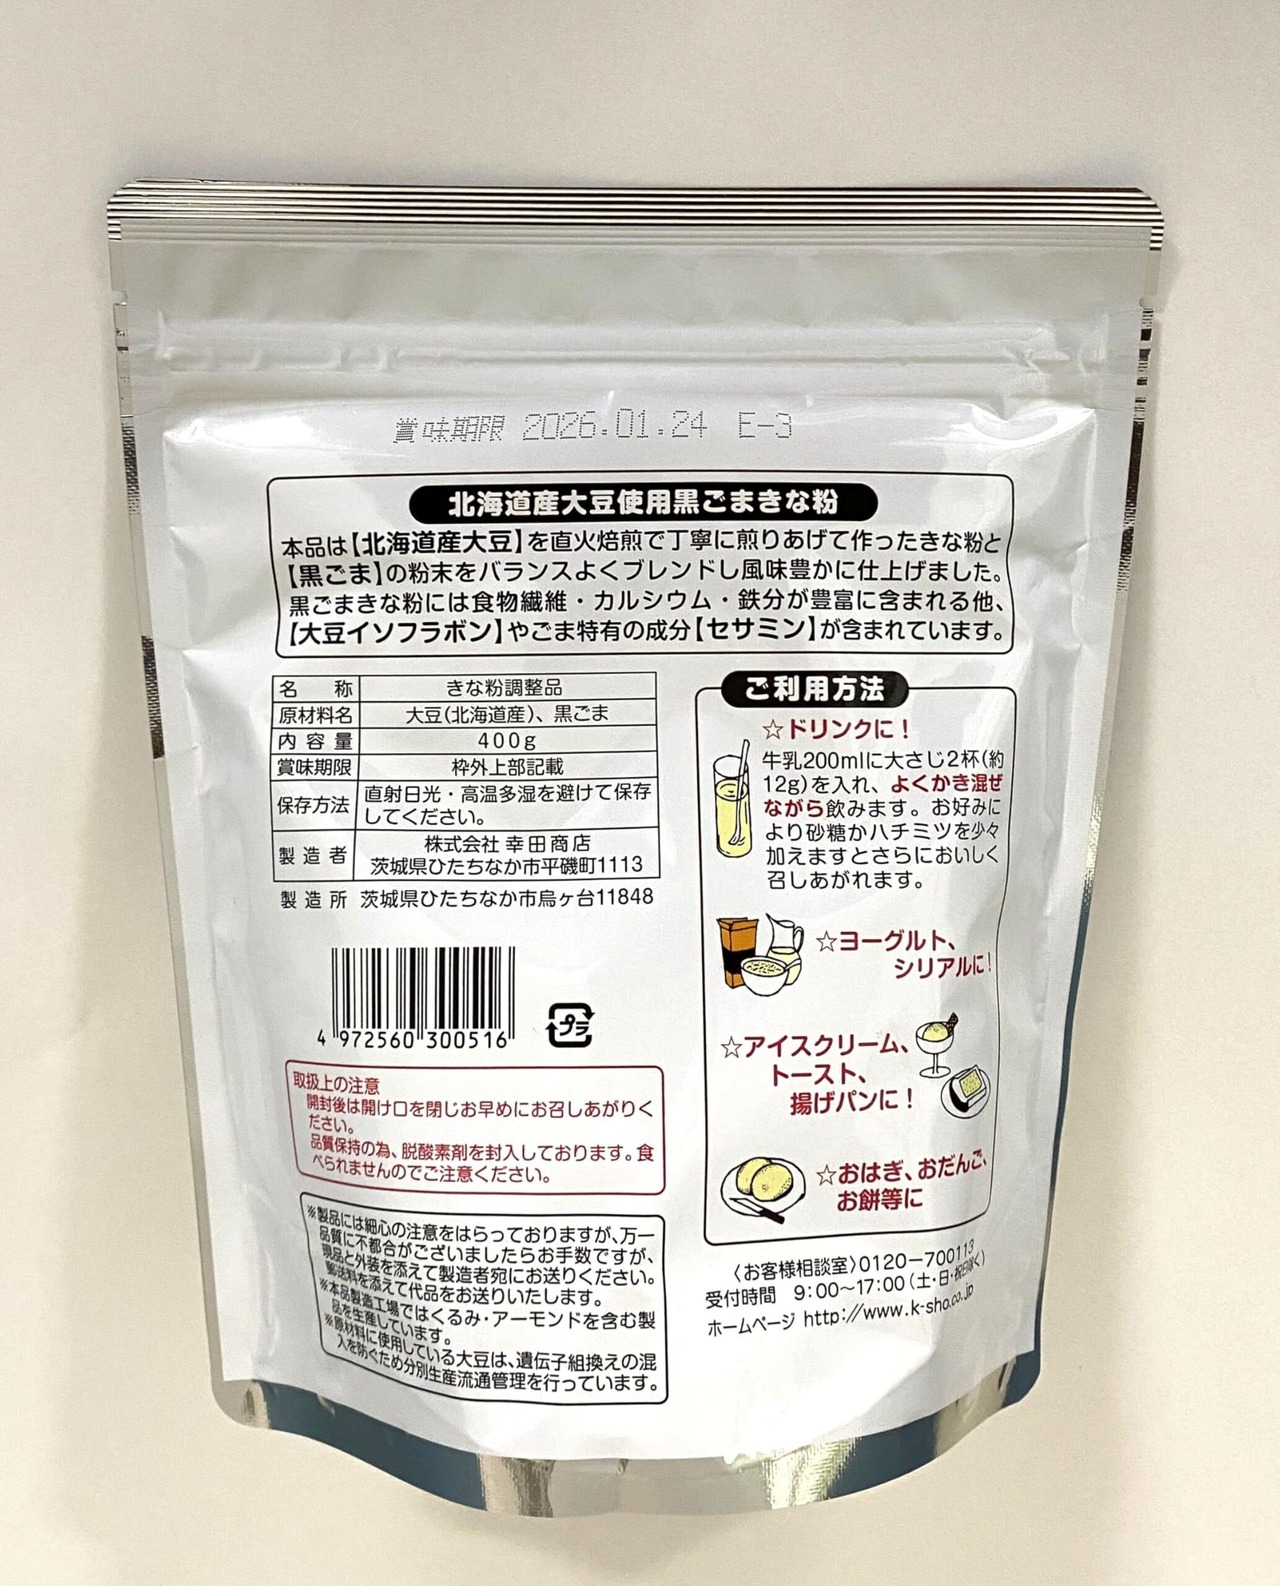 賞味期限 2026.01.24 E-3
北海道産大豆使用黒ごまきな粉
本品は【北海道産大豆】を直火焙煎で丁寧に煎りあげて作ったきな粉と
【黒ごま】の粉末をバランスよくブレンドし風味豊かに仕上げました。
黒ごまきな粉には食物繊維・カルシウム・鉄分が豊富に含まれる他、
【大豆イソフラボン】やごま特有の成分【セサミン】が含まれています。
名称 きな粉調整品
原材料名 大豆(北海道産)、黒ごま
内容量 400g
賞味期限 枠外上部記載
保存方法 直射日光・高温多湿を避けて保存
してください。
製造者 株式会社 幸田商店
茨城県ひたちなか市平磯町1113
製造所 茨城県ひたちなか市烏ヶ台11848
4 972560 300516
プラ
取扱上の注意
開封後は開け口を閉じお早めにお召しあがりく
ださい。
品質保持の為、脱酸素剤を封入しております。食
べられませんのでご注意ください。
※製品には細心の注意をはらっておりますが、万一
品質に不都合がございましたらお手数ですが、
現品と外装を添えて製造者宛にお送りください。
郵送料を添えて代品をお送りいたします。
※本品製造工場ではくるみ・アーモンドを含む製
品を生産しています。
※原材料に使用している大豆は、遺伝子組換えの混
入を防ぐため分別生産流通管理を行っています。
ご利用方法
☆ドリンクに!
牛乳200mlに大さじ2杯(約
12g)を入れ、よくかき混ぜ
ながら飲みます。お好みに
より砂糖かハチミツを少々
加えますとさらにおいしく
召しあがれます。
☆ヨーグルト、
シリアルに!
☆アイスクリーム、
トースト、
揚げパンに!
☆おはぎ、おだんご、
お餅等に
〈お客様相談室〉0120-700113
受付時間 9:00〜17:00(土・日・祝日除く)
ホームページ http://www.k-sho.co.jp